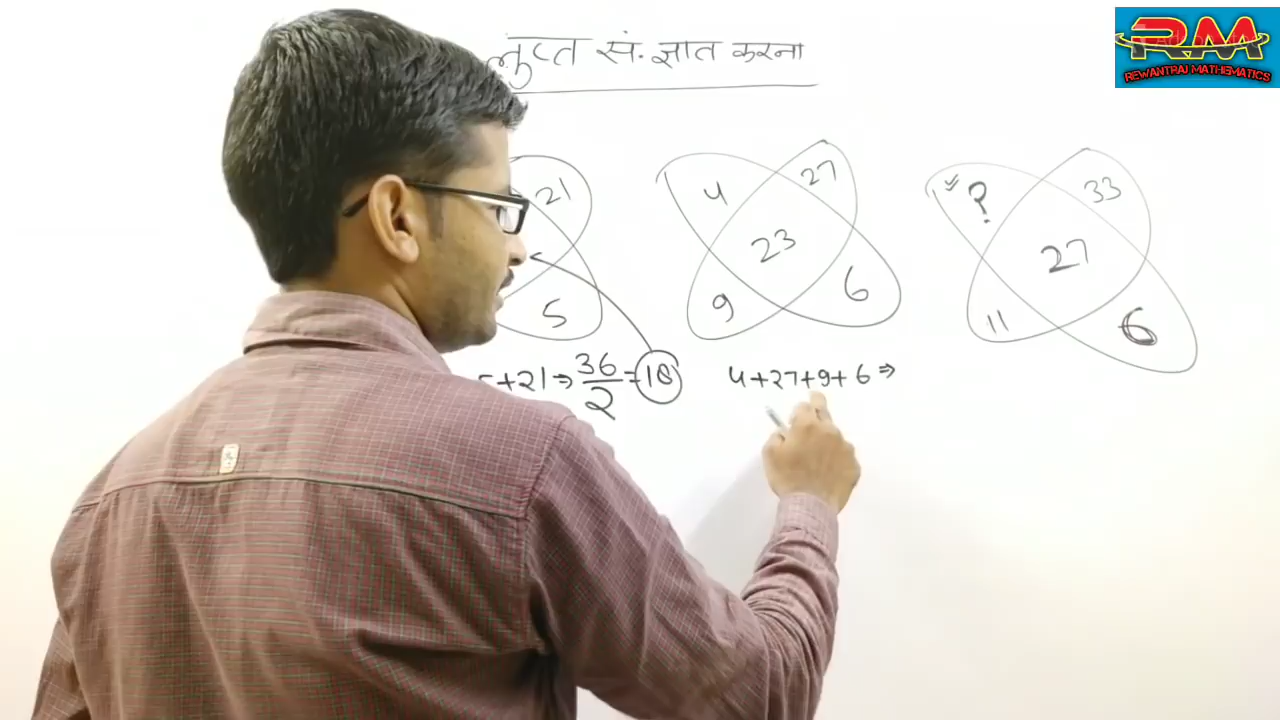 RM
REWANTRAJ MATHEMATICS
लुप्त सं. ज्ञात करना
21
5
4 27
23
9 6
? 33
27
11 6
+21 ⇒ 36/2 = 18
4+27+9+6 ⇒